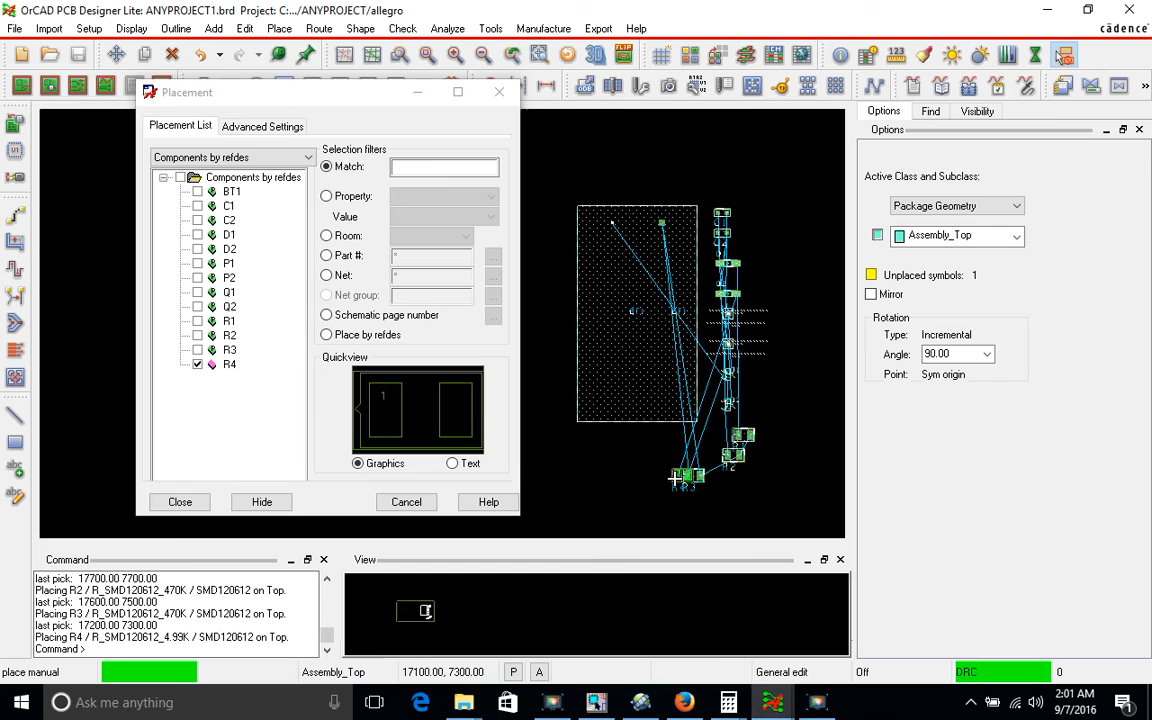 OrCAD PCB Designer Lite: ANYPROJECT1.brd Project: C:.../ANYPROJECT/allegro
File Import Setup Display Outline Add Edit Place Route Shape Check Analyze Tools Manufacture Export Help
cādence
Placement
Placement List Advanced Settings
Components by refdes
Components by refdes
BT1
C1
C2
D1
D2
P1
P2
Q1
Q2
R1
R2
R3
R4
Selection filters
Match:
Property:
Value
Room:
Part #: *
Net: *
Net group:
Schematic page number
Place by refdes
Quickview
1
Graphics Text
Close Hide Cancel Help
Options Find Visibility
Options
Active Class and Subclass:
Package Geometry
Assembly_Top
Unplaced symbols: 1
Mirror
Rotation
Type: Incremental
Angle: 90.00
Point: Sym origin
Command
last pick: 17700.00 7700.00
Placing R2 / R_SMD120612_470K / SMD120612 on Top.
last pick: 17600.00 7500.00
Placing R3 / R_SMD120612_470K / SMD120612 on Top.
last pick: 17200.00 7300.00
Placing R4 / R_SMD120612_4.99K / SMD120612 on Top.
Command >
View
place manual Assembly_Top 17100.00, 7300.00 P A General edit Off DRC 0
Ask me anything
2:01 AM
9/7/2016